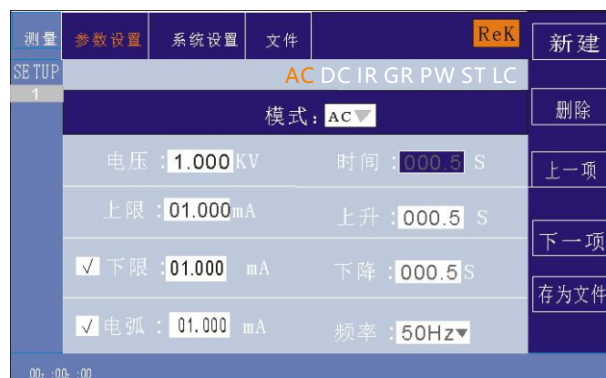 测量 参数设置 系统设置 文件 ReK 新建
SETUP AC DC IR GR PW ST LC
1
模式：AC 删除
电压：1.000 KV 时间：000.5 S 上一项
上限：01.000 mA 上升：000.5 S
√ 下限：01.000 mA 下降：000.5 S 下一项
√ 电弧：01.000 mA 频率：50Hz 存为文件
00: :00: :00